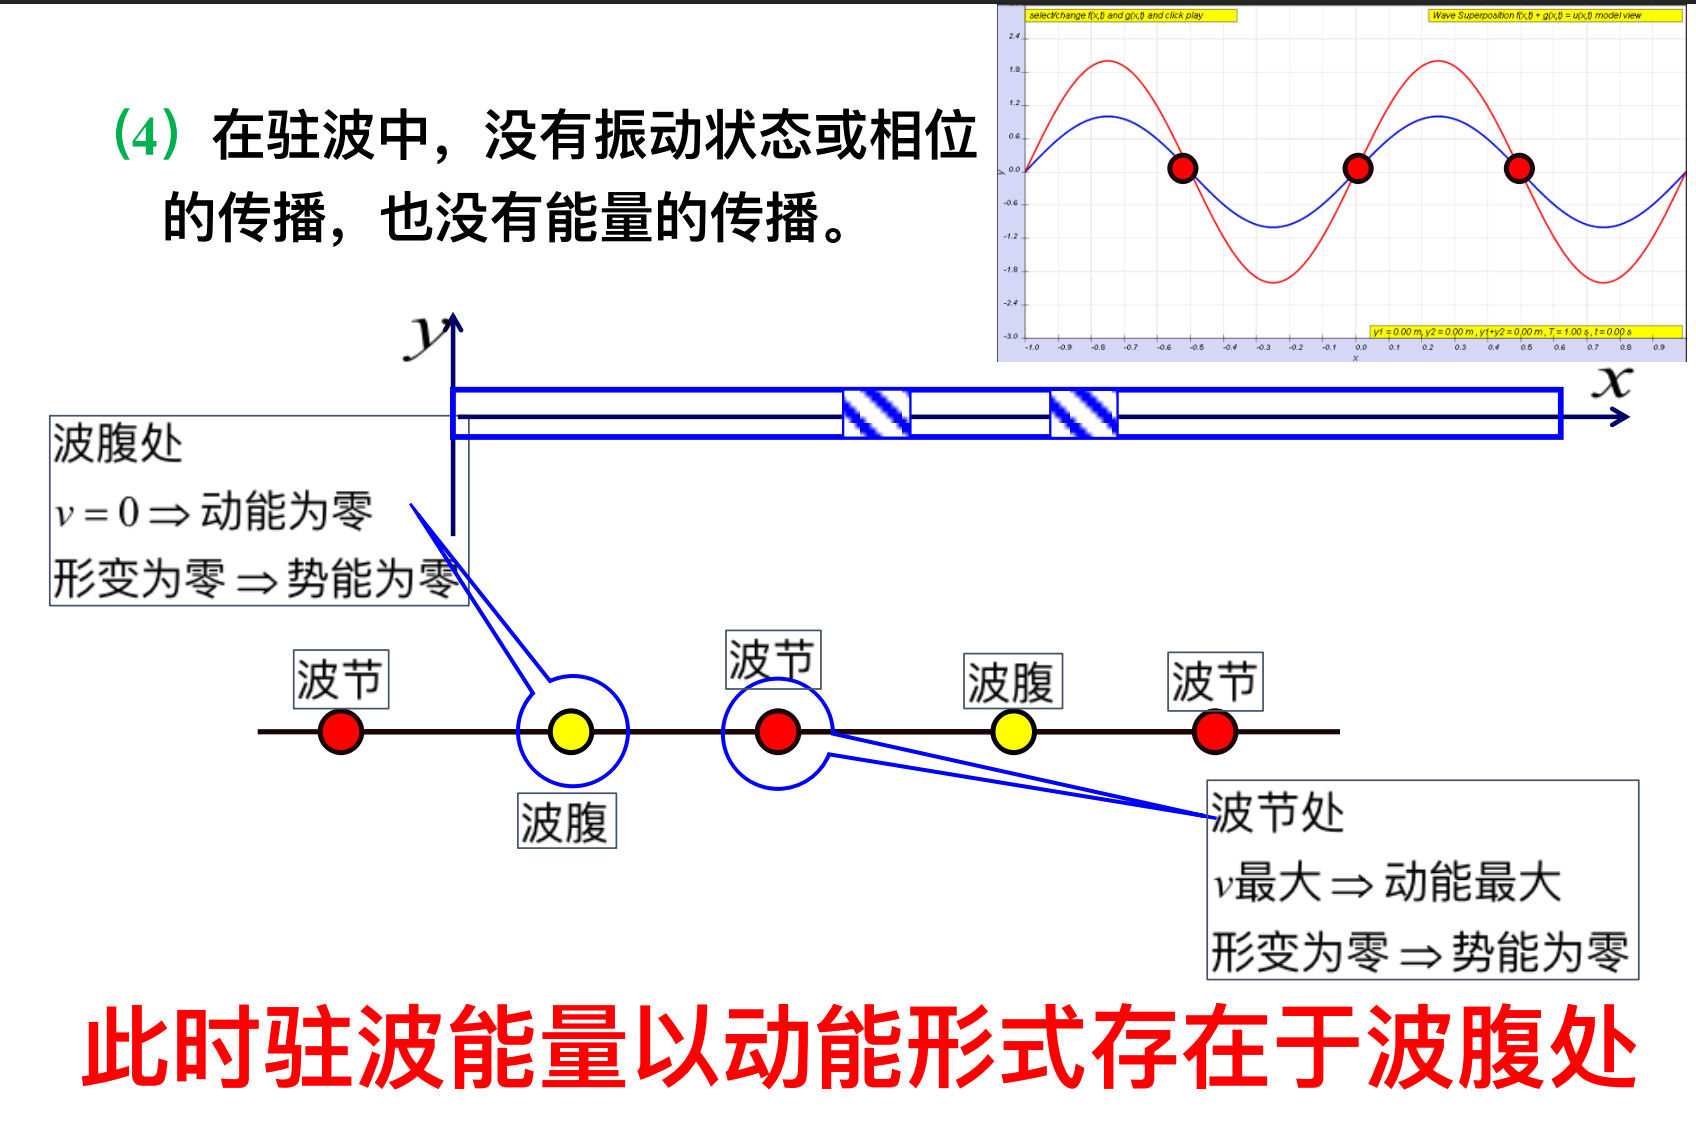 select/change f(x,t) and g(x,t) and click play
Wave Superposition f(x,t) + g(x,t) = u(x,t) model view
2.4
1.8
1.2
0.6
0.0
-0.6
-1.2
-1.8
-2.4
-3.0
y
y1 = 0.00 m, y2 = 0.00 m , y1+y2 = 0.00 m , T = 1.00 s , t = 0.00 s
-1.0 -0.9 -0.8 -0.7 -0.6 -0.5 -0.4 -0.3 -0.2 -0.1 0.0 0.1 0.2 0.3 0.4 0.5 0.6 0.7 0.8 0.9
x
(4) 在驻波中，没有振动状态或相位
的传播，也没有能量的传播。
y
x
波腹处
v = 0 ⇒ 动能为零
形变为零 ⇒ 势能为零
波节
波腹
波节
波腹
波节
波节处
v最大 ⇒ 动能最大
形变为零 ⇒ 势能为零
此时驻波能量以动能形式存在于波腹处